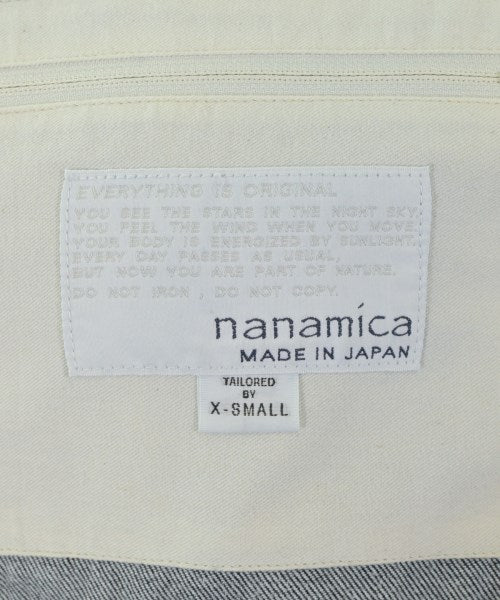 EVERYTHING IS ORIGINAL
YOU SEE THE STARS IN THE NIGHT SKY.
YOU FEEL THE WIND WHEN YOU MOVE.
YOUR BODY IS ENERGIZED BY SUNLIGHT.
EVERY DAY PASSES AS USUAL,
BUT NOW YOU ARE PART OF NATURE.
DO NOT IRON , DO NOT COPY.
nanamica
MADE IN JAPAN
TAILORED
BY
X-SMALL